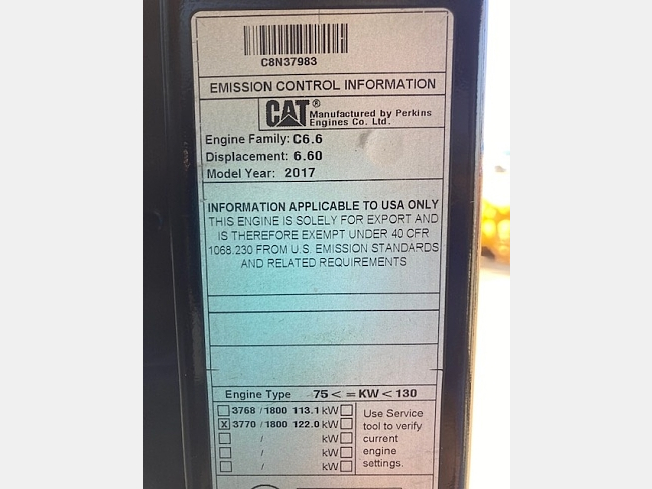 C8N37983
EMISSION CONTROL INFORMATION
CAT® Manufactured by Perkins
Engines Co. Ltd.
Engine Family: C6.6
Displacement: 6.60
Model Year: 2017
INFORMATION APPLICABLE TO USA ONLY
THIS ENGINE IS SOLELY FOR EXPORT AND
IS THEREFORE EXEMPT UNDER 40 CFR
1068.230 FROM U.S. EMISSION STANDARDS
AND RELATED REQUIREMENTS
Engine Type 75 < = KW < 130
3768 / 1800 113.1 kW
X 3770 / 1800 122.0 kW
/ kW
/ kW
/ kW
Use Service
tool to verify
current
engine
settings.